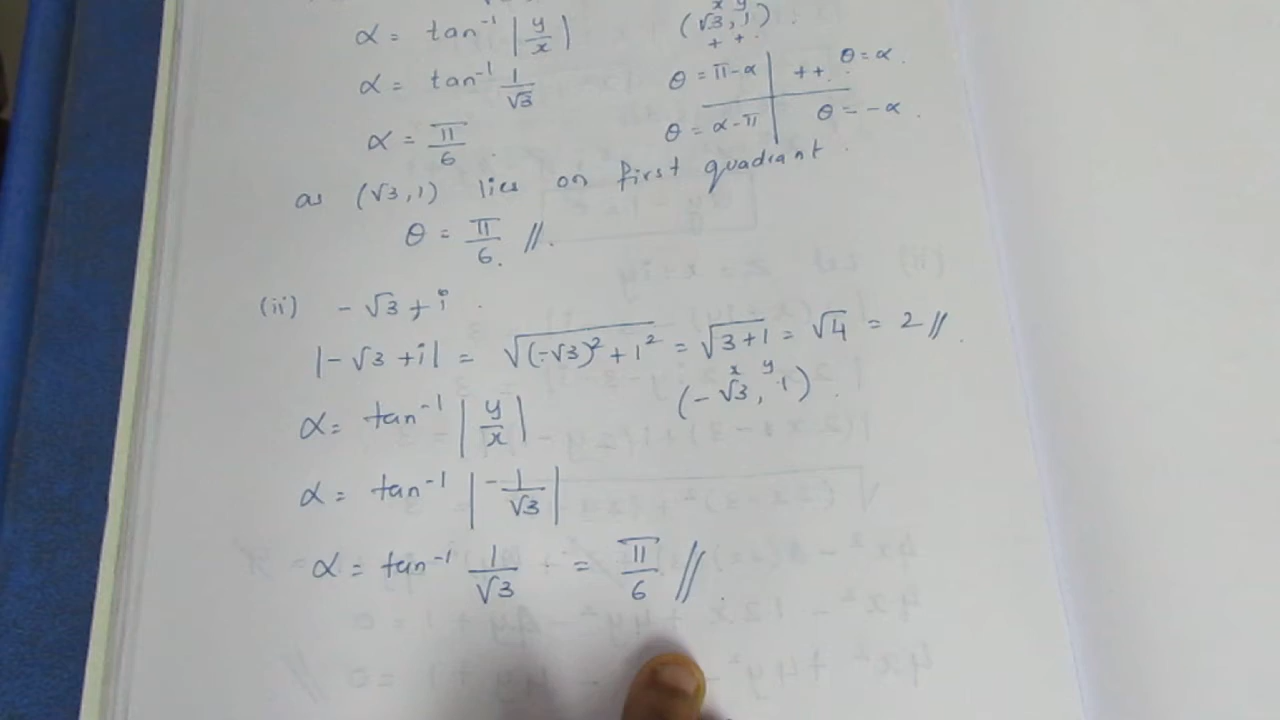 α = tan⁻¹ |y/x|
x y
(√3, 1)
+ +
α = tan⁻¹ 1/√3
θ = π-α
++
θ = α
α = π/6
θ = α-π
θ = -α
as (√3, 1) lies on first quadrant
θ = π/6 //
(ii) -√3 + i
|-√3 + i| = √((-√3)² + 1²) = √(3+1) = √4 = 2 //
x y
(-√3, 1)
α = tan⁻¹ |y/x|
α = tan⁻¹ |-1/√3|
α = tan⁻¹ 1/√3 = π/6 //